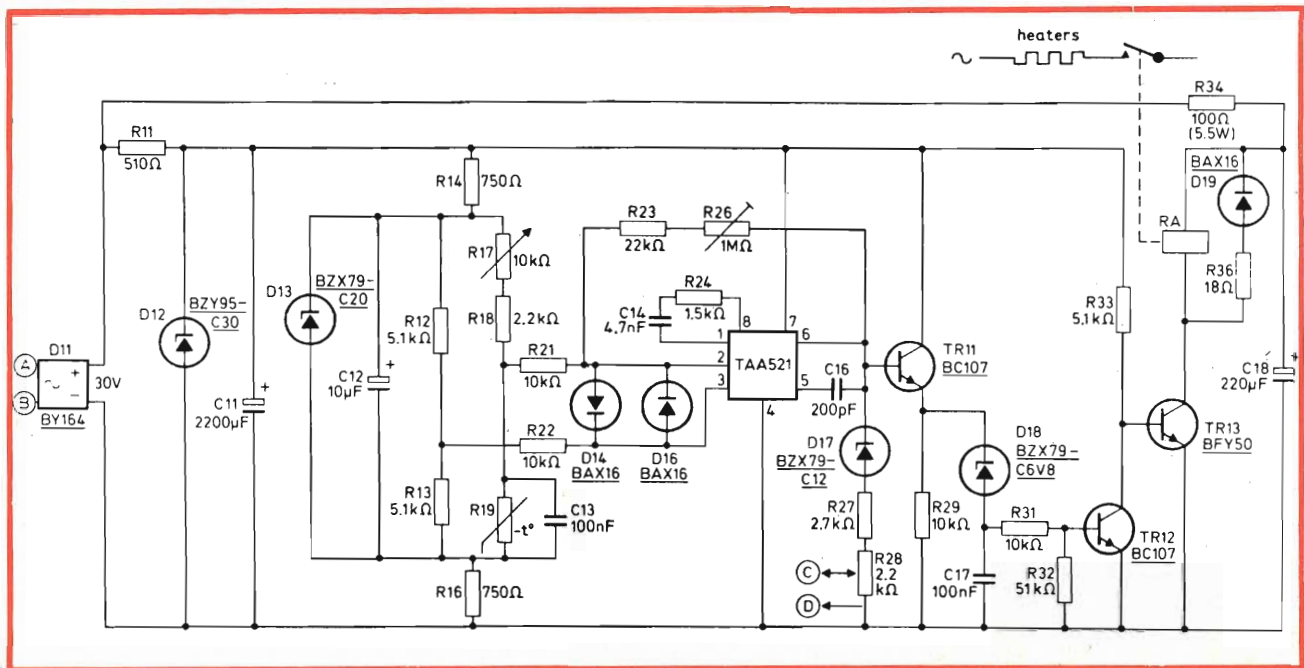 heaters
R34
100Ω
(5.5W)
R11
510Ω
R14
750Ω
BAX16
D19
R23
22kΩ
R26
1MΩ
RA
R17
10kΩ
R36
18Ω
D12
BZY95-
C30
D13
BZX79-
C20
R12
5.1kΩ
R18
2.2kΩ
C14
4.7nF
R24
1.5kΩ
8
1
7
2
6
3
5
4
TAA521
R33
5.1kΩ
D11
A
B
~
+
-
30V
BY164
C11
2200µF
+
C12
10µF
+
R21
10kΩ
R22
10kΩ
D14
BAX16
D16
BAX16
C16
200pF
TR11
BC107
C18
220µF
+
TR13
BFY50
D17
BZX79-
C12
D18
BZX79-
C6V8
R13
5.1kΩ
R19
-t°
C13
100nF
R27
2.7kΩ
R29
10kΩ
R31
10kΩ
TR12
BC107
R28
2.2
kΩ
C
D
C17
100nF
R32
51kΩ
R16
750Ω